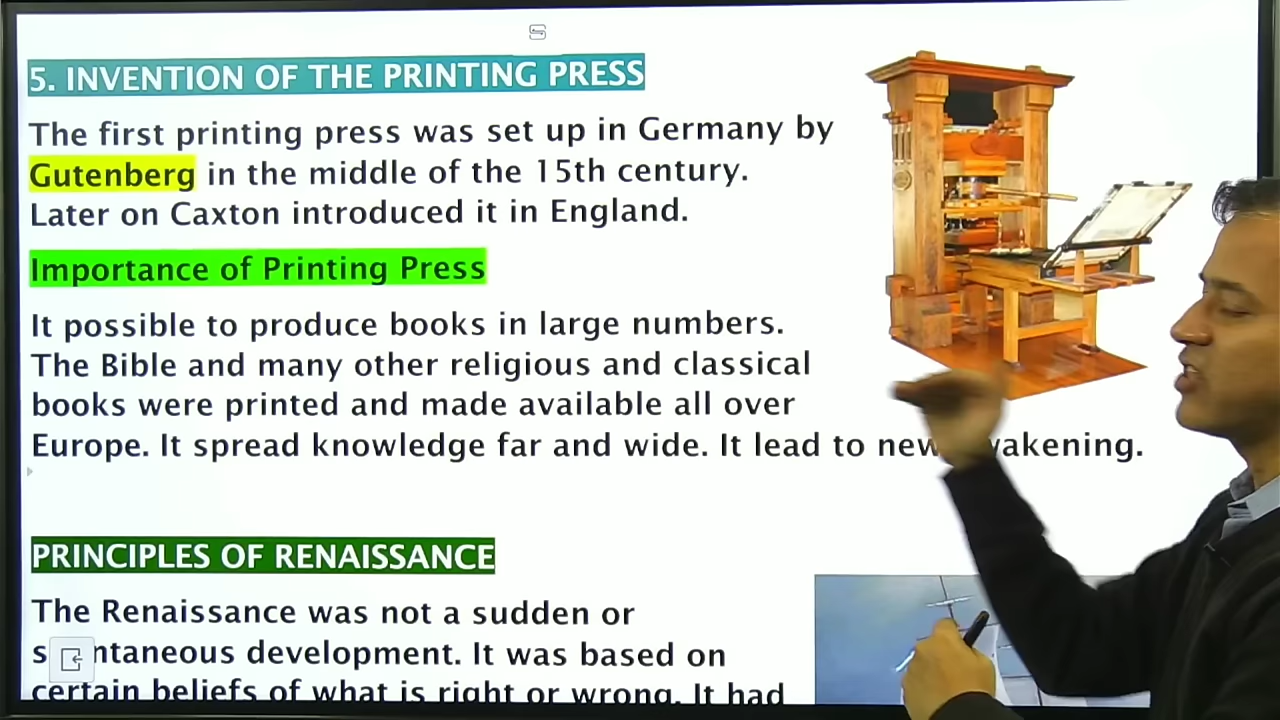 5. INVENTION OF THE PRINTING PRESS
The first printing press was set up in Germany by
Gutenberg in the middle of the 15th century.
Later on Caxton introduced it in England.
Importance of Printing Press
It possible to produce books in large numbers.
The Bible and many other religious and classical
books were printed and made available all over
Europe. It spread knowledge far and wide. It lead to new
PRINCIPLES OF RENAISSANCE
The Renaissance was not a sudden or
development. It was based on
certain beliefs of what is right or wrong. It had